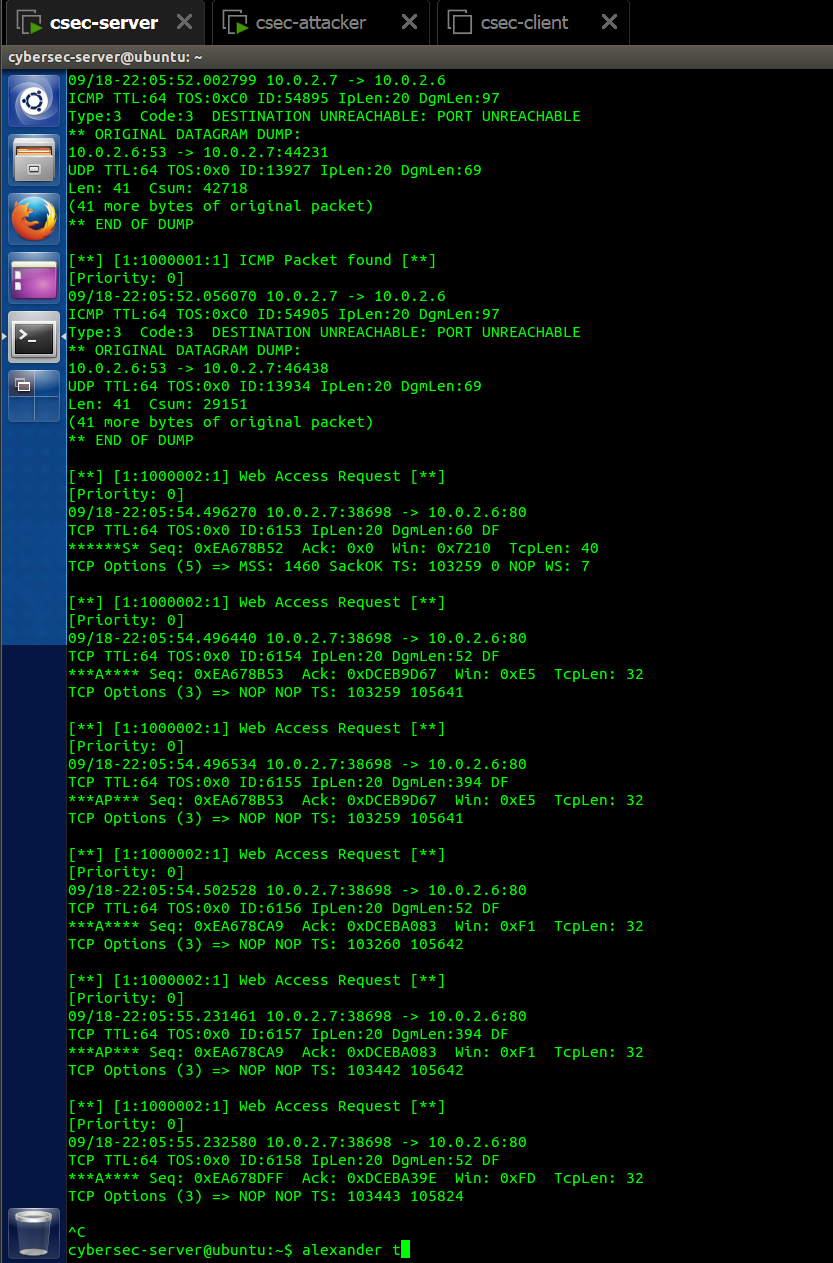 csec-server
csec-attacker
csec-client
cybersec-server@ubuntu: ~
09/18-22:05:52.002799 10.0.2.7 -> 10.0.2.6
ICMP TTL:64 TOS:0xC0 ID:54895 IpLen:20 DgmLen:97
Type:3  Code:3  DESTINATION UNREACHABLE: PORT UNREACHABLE
** ORIGINAL DATAGRAM DUMP:
10.0.2.6:53 -> 10.0.2.7:44231
UDP TTL:64 TOS:0x0 ID:13927 IpLen:20 DgmLen:69
Len: 41  Csum: 42718
(41 more bytes of original packet)
** END OF DUMP
[**] [1:1000001:1] ICMP Packet found [**]
[Priority: 0]
09/18-22:05:52.056070 10.0.2.7 -> 10.0.2.6
ICMP TTL:64 TOS:0xC0 ID:54905 IpLen:20 DgmLen:97
Type:3  Code:3  DESTINATION UNREACHABLE: PORT UNREACHABLE
** ORIGINAL DATAGRAM DUMP:
10.0.2.6:53 -> 10.0.2.7:46438
UDP TTL:64 TOS:0x0 ID:13934 IpLen:20 DgmLen:69
Len: 41  Csum: 29151
(41 more bytes of original packet)
** END OF DUMP
[**] [1:1000002:1] Web Access Request [**]
[Priority: 0]
09/18-22:05:54.496270 10.0.2.7:38698 -> 10.0.2.6:80
TCP TTL:64 TOS:0x0 ID:6153 IpLen:20 DgmLen:60 DF
******S* Seq: 0xEA678B52  Ack: 0x0  Win: 0x7210  TcpLen: 40
TCP Options (5) => MSS: 1460 SackOK TS: 103259 0 NOP WS: 7
[**] [1:1000002:1] Web Access Request [**]
[Priority: 0]
09/18-22:05:54.496440 10.0.2.7:38698 -> 10.0.2.6:80
TCP TTL:64 TOS:0x0 ID:6154 IpLen:20 DgmLen:52 DF
***A**** Seq: 0xEA678B53  Ack: 0xDCEB9D67  Win: 0xE5  TcpLen: 32
TCP Options (3) => NOP NOP TS: 103259 105641
[**] [1:1000002:1] Web Access Request [**]
[Priority: 0]
09/18-22:05:54.496534 10.0.2.7:38698 -> 10.0.2.6:80
TCP TTL:64 TOS:0x0 ID:6155 IpLen:20 DgmLen:394 DF
***AP*** Seq: 0xEA678B53  Ack: 0xDCEB9D67  Win: 0xE5  TcpLen: 32
TCP Options (3) => NOP NOP TS: 103259 105641
[**] [1:1000002:1] Web Access Request [**]
[Priority: 0]
09/18-22:05:54.502528 10.0.2.7:38698 -> 10.0.2.6:80
TCP TTL:64 TOS:0x0 ID:6156 IpLen:20 DgmLen:52 DF
***A**** Seq: 0xEA678CA9  Ack: 0xDCEBA083  Win: 0xF1  TcpLen: 32
TCP Options (3) => NOP NOP TS: 103260 105642
[**] [1:1000002:1] Web Access Request [**]
[Priority: 0]
09/18-22:05:55.231461 10.0.2.7:38698 -> 10.0.2.6:80
TCP TTL:64 TOS:0x0 ID:6157 IpLen:20 DgmLen:394 DF
***AP*** Seq: 0xEA678CA9  Ack: 0xDCEBA083  Win: 0xF1  TcpLen: 32
TCP Options (3) => NOP NOP TS: 103442 105642
[**] [1:1000002:1] Web Access Request [**]
[Priority: 0]
09/18-22:05:55.232580 10.0.2.7:38698 -> 10.0.2.6:80
TCP TTL:64 TOS:0x0 ID:6158 IpLen:20 DgmLen:52 DF
***A**** Seq: 0xEA678DFF  Ack: 0xDCEBA39E  Win: 0xFD  TcpLen: 32
TCP Options (3) => NOP NOP TS: 103443 105824
^C
cybersec-server@ubuntu:~$ alexander t